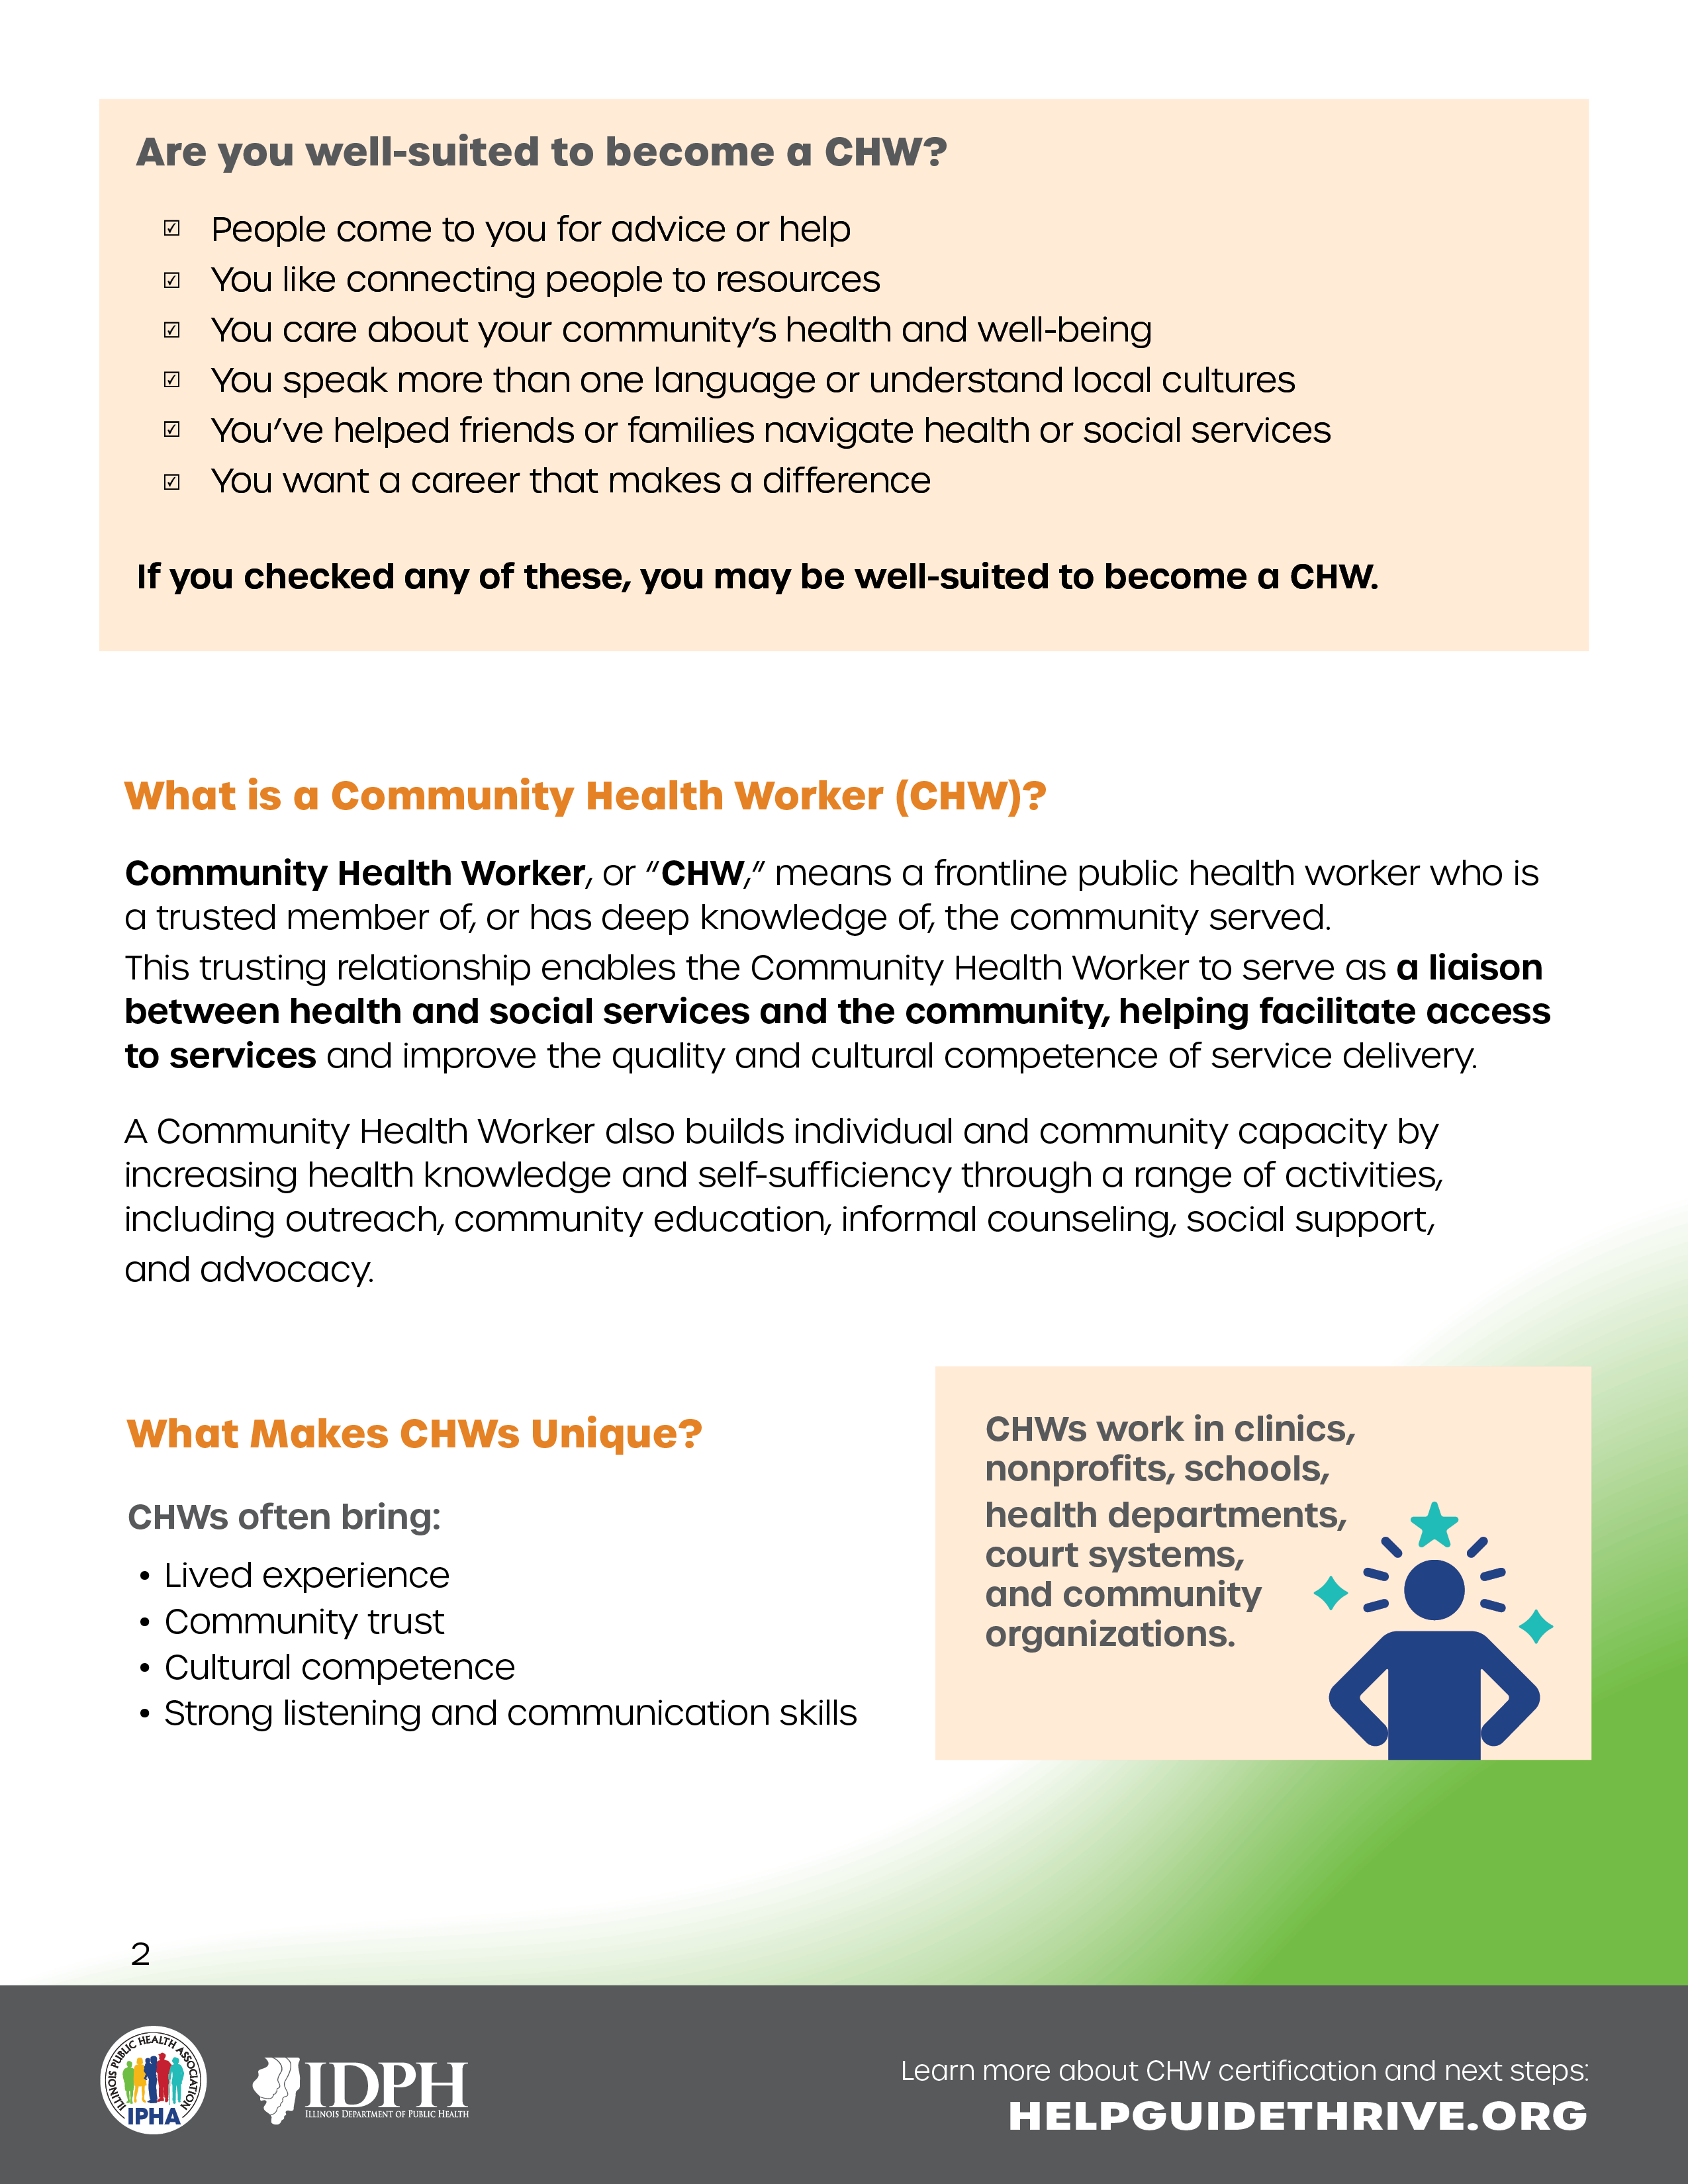 Are you well-suited to become a CHW?
☑ People come to you for advice or help
☑ You like connecting people to resources
☑ You care about your community’s health and well-being
☑ You speak more than one language or understand local cultures
☑ You’ve helped friends or families navigate health or social services
☑ You want a career that makes a difference
If you checked any of these, you may be well-suited to become a CHW.
What is a Community Health Worker (CHW)?
Community Health Worker, or “CHW,” means a frontline public health worker who is
a trusted member of, or has deep knowledge of, the community served.
This trusting relationship enables the Community Health Worker to serve as a liaison
between health and social services and the community, helping facilitate access
to services and improve the quality and cultural competence of service delivery.
A Community Health Worker also builds individual and community capacity by
increasing health knowledge and self-sufficiency through a range of activities,
including outreach, community education, informal counseling, social support,
and advocacy.
What Makes CHWs Unique?
CHWs often bring:
• Lived experience
• Community trust
• Cultural competence
• Strong listening and communication skills
CHWs work in clinics,
nonprofits, schools,
health departments,
court systems,
and community
organizations.
2
ILLINOIS PUBLIC HEALTH ASSOCIATION
IPHA
IDPH
ILLINOIS DEPARTMENT OF PUBLIC HEALTH
Learn more about CHW certification and next steps:
HELPGUIDETHRIVE.ORG